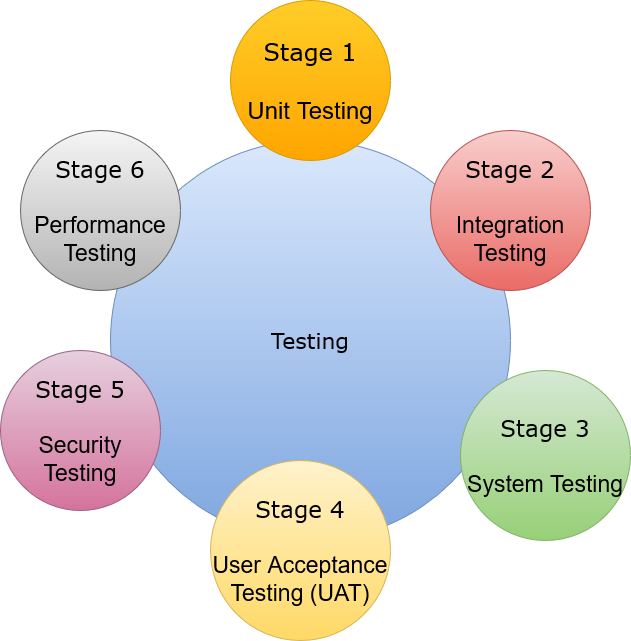 Stage 1
Unit Testing
Stage 2
Integration
Testing
Stage 3
System Testing
Stage 4
User Acceptance
Testing (UAT)
Stage 5
Security
Testing
Stage 6
Performance
Testing
Testing